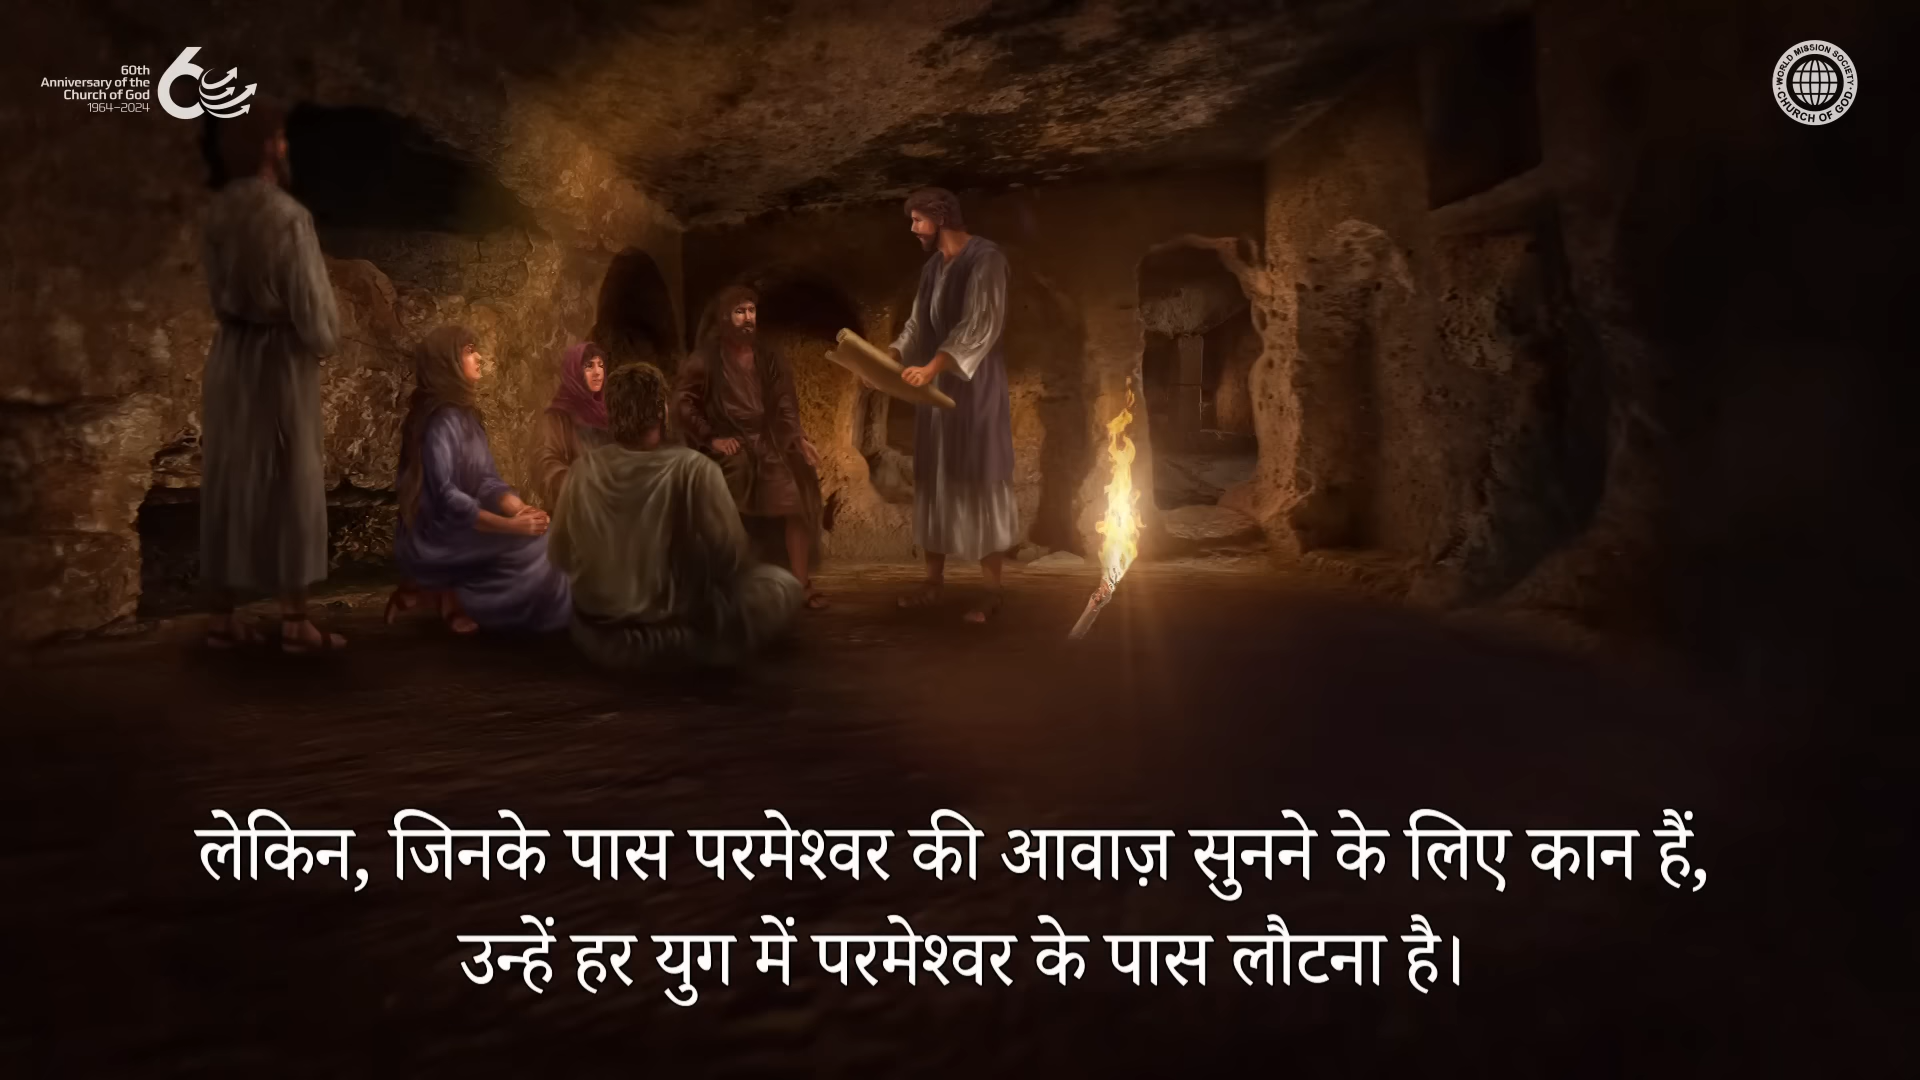 60th
Anniversary of the
Church of God
1964–2024
WORLD MISSION SOCIETY
CHURCH OF GOD
लेकिन, जिनके पास परमेश्वर की आवाज़ सुनने के लिए कान हैं,
उन्हें हर युग में परमेश्वर के पास लौटना है।